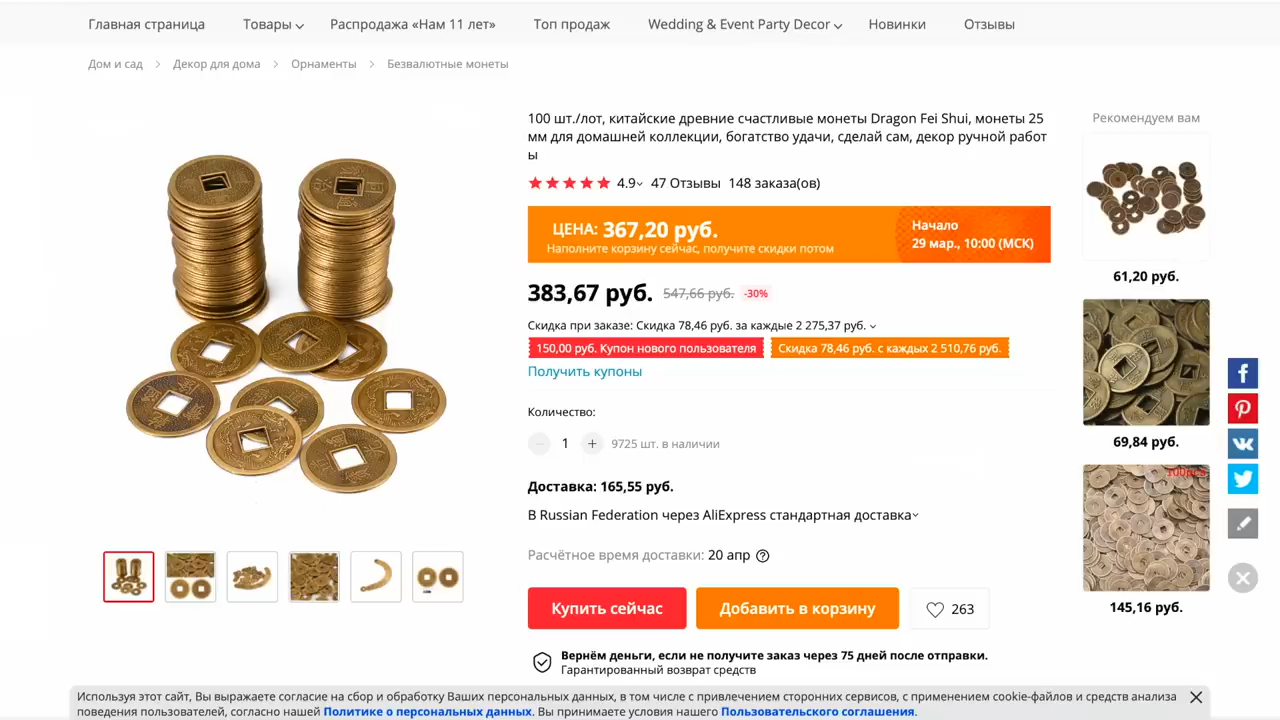 Главная страница Товары Распродажа «Нам 11 лет» Топ продаж Wedding & Event Party Decor Новинки Отзывы
Дом и сад > Декор для дома > Орнаменты > Безвалютные монеты
100 шт./лот, китайские древние счастливые монеты Dragon Fei Shui, монеты 25
мм для домашней коллекции, богатство удачи, сделай сам, декор ручной работ
ы
4.9 47 Отзывы 148 заказа(ов)
ЦЕНА: 367,20 руб.
Наполните корзину сейчас, получите скидки потом
Начало
29 мар., 10:00 (МСК)
383,67 руб. 547,66 руб. -30%
Скидка при заказе: Скидка 78,46 руб. за каждые 2 275,37 руб.
150,00 руб. Купон нового пользователя Скидка 78,46 руб. с каждых 2 510,76 руб.
Получить купоны
Количество:
− 1 + 9725 шт. в наличии
Доставка: 165,55 руб.
В Russian Federation через AliExpress стандартная доставка
Расчётное время доставки: 20 апр
Купить сейчас Добавить в корзину 263
Вернём деньги, если не получите заказ через 75 дней после отправки.
Гарантированный возврат средств
Рекомендуем вам
61,20 руб.
69,84 руб.
100pcs
145,16 руб.
Используя этот сайт, Вы выражаете согласие на сбор и обработку Ваших персональных данных, в том числе с привлечением сторонних сервисов, с применением cookie-файлов и средств анализа
поведения пользователей, согласно нашей Политике о персональных данных. Вы принимаете условия нашего Пользовательского соглашения.